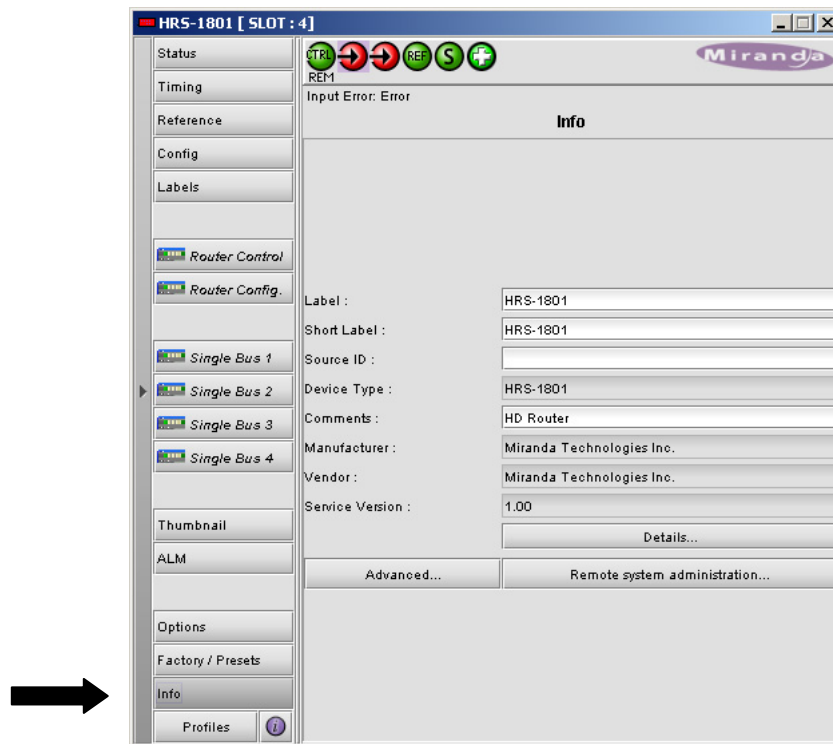 HRS-1801 [ SLOT : 4]
Status
Timing
Reference
Config
Labels
Router Control
Router Config.
Single Bus 1
Single Bus 2
Single Bus 3
Single Bus 4
Thumbnail
ALM
Options
Factory / Presets
Info
Profiles
i
CTRL
REM
REF
S
Miranda
Input Error: Error
Info
Label : HRS-1801
Short Label : HRS-1801
Source ID :
Device Type : HRS-1801
Comments : HD Router
Manufacturer : Miranda Technologies Inc.
Vendor : Miranda Technologies Inc.
Service Version : 1.00
Details...
Advanced... Remote system administration...